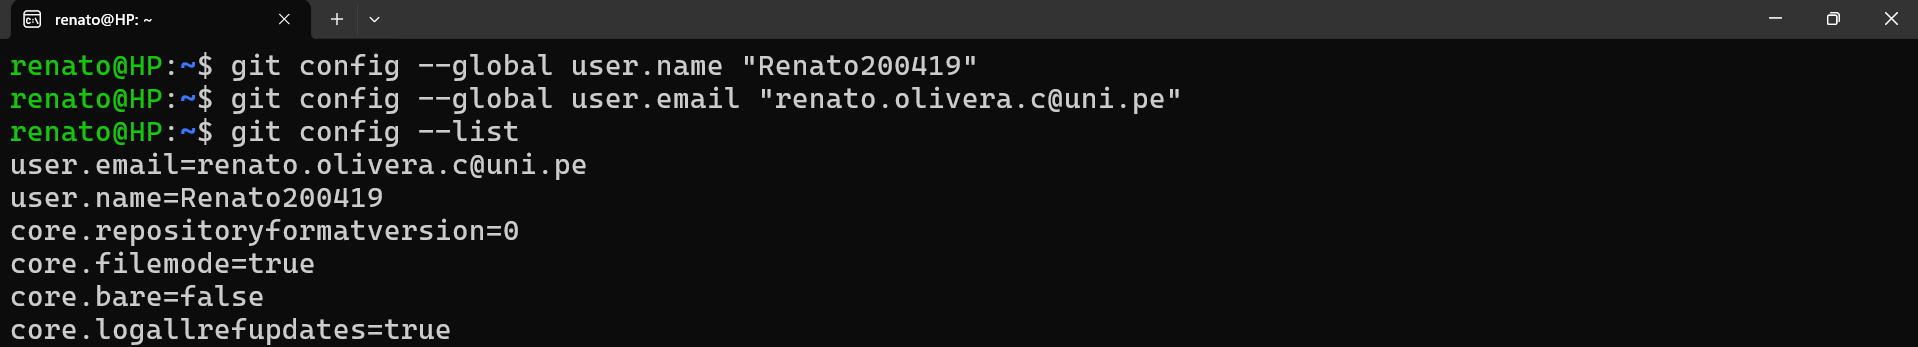 renato@HP: ~
renato@HP:~$ git config --global user.name "Renato200419"
renato@HP:~$ git config --global user.email "renato.olivera.c@uni.pe"
renato@HP:~$ git config --list
user.email=renato.olivera.c@uni.pe
user.name=Renato200419
core.repositoryformatversion=0
core.filemode=true
core.bare=false
core.logallrefupdates=true